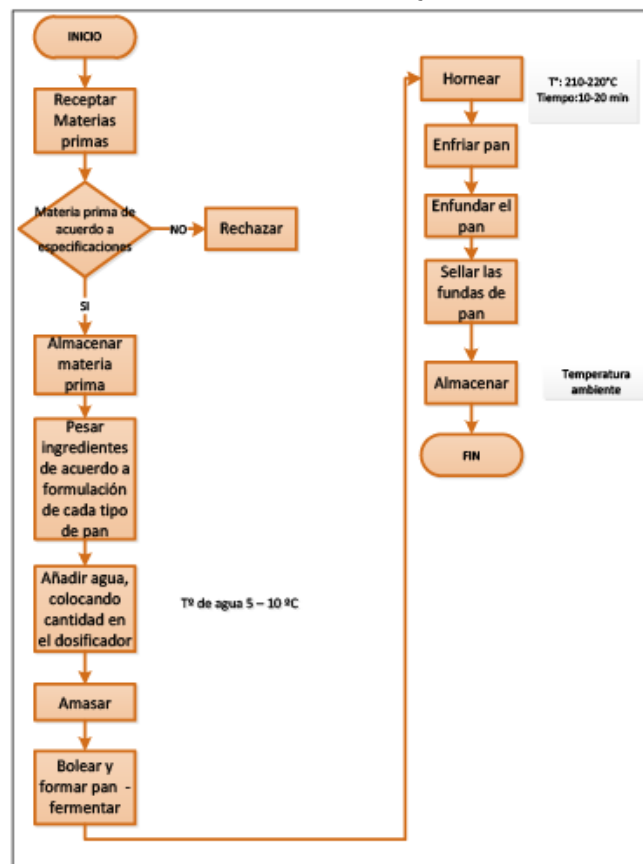 INICIO
Receptar
Materias
primas
Materia prima de
acuerdo a
especificaciones
NO
Rechazar
SI
Almacenar
materia
prima
Pesar
ingredientes
de acuerdo a
formulación
de cada tipo
de pan
Añadir agua,
colocando
cantidad en
el dosificador
Tº de agua 5 – 10 ºC
Amasar
Bolear y
formar pan -
fermentar
Hornear
T°: 210-220°C
Tiempo:10-20 min
Enfriar pan
Enfundar el
pan
Sellar las
fundas de
pan
Almacenar
Temperatura
ambiente
FIN